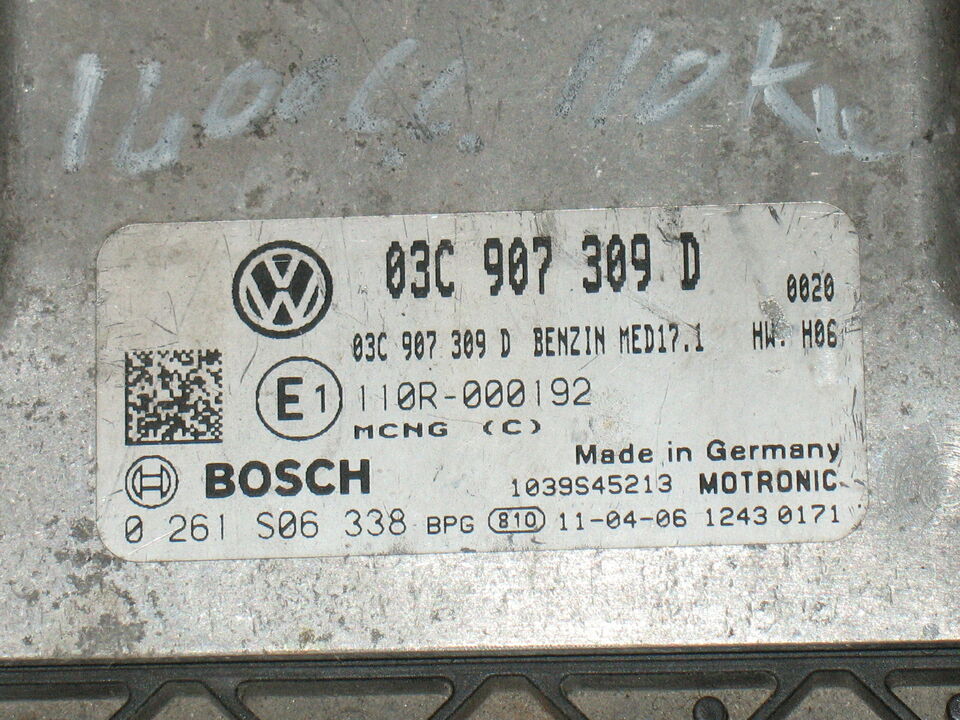 1400cc. 110kw
03C 907 309 D
0020
03C 907 309 D BENZIN MED17.1 HW. H06
E1 110R-000192
MCNG (C)
Made in Germany
BOSCH 1039S45213 MOTRONIC
0 261 S06 338 BPG 810 11-04-06 1243 0171